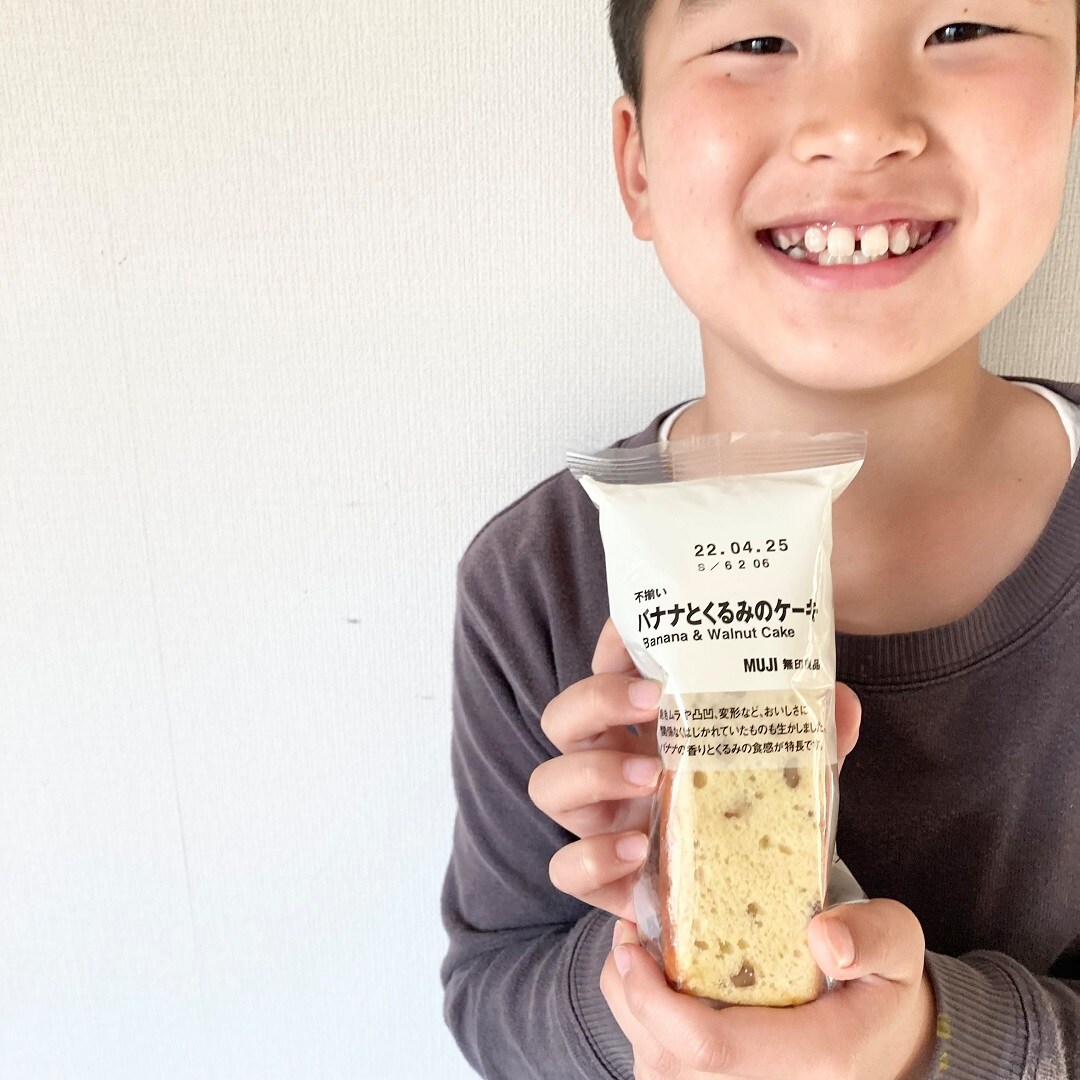 22.04.25
S/6206
不揃い
バナナとくるみのケーキ
Banana & Walnut Cake
MUJI 無印良品
ムラや凸凹、変形など、おいしさに
関係なくはじかれていたものも生かしました。
バナナの香りとくるみの食感が特長です。